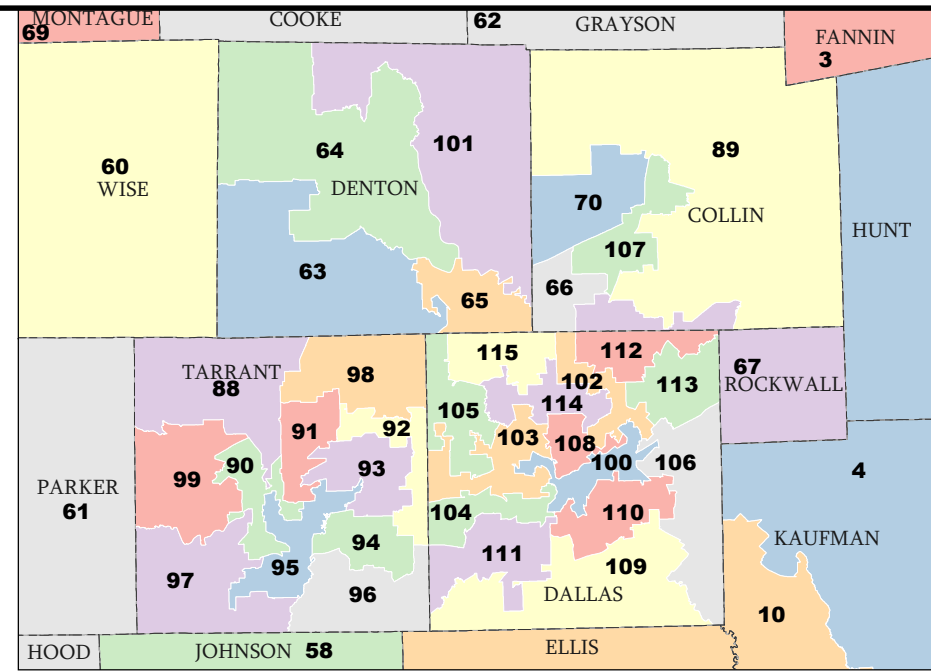 MONTAGUE
69
COOKE
62
GRAYSON
FANNIN
3
60
WISE
64
DENTON
101
89
70
COLLIN
HUNT
63
107
66
65
TARRANT
88
98
115
112
67
ROCKWALL
102
113
114
105
91
92
103
108
90
93
99
100
106
4
PARKER
61
104
110
94
KAUFMAN
111
95
109
97
96
DALLAS
10
HOOD
JOHNSON 58
ELLIS